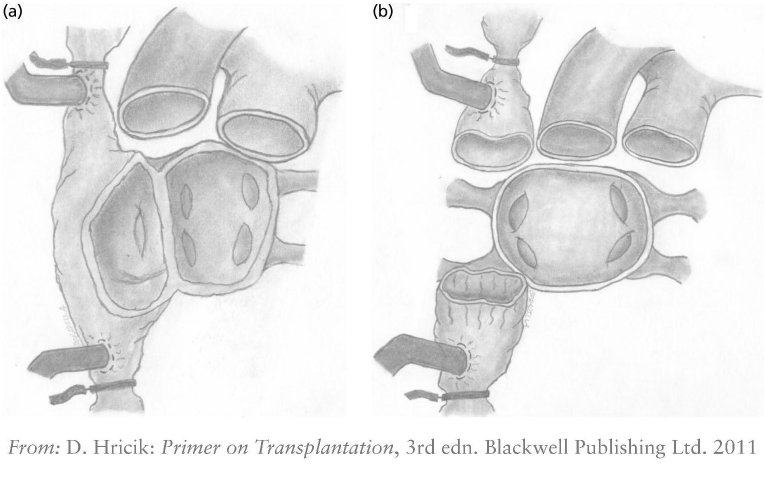 (a)
(b)
From: D. Hricik: Primer on Transplantation, 3rd edn. Blackwell Publishing Ltd. 2011